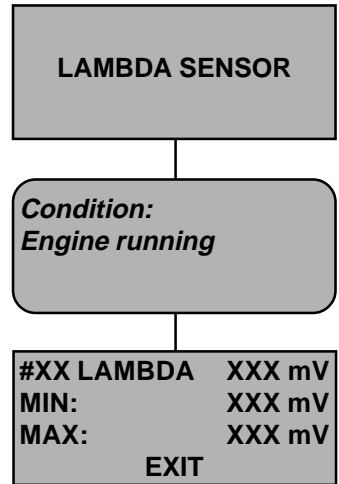 LAMBDA SENSOR
Condition:
Engine running
#XX LAMBDA XXX mV
MIN: XXX mV
MAX: XXX mV
EXIT